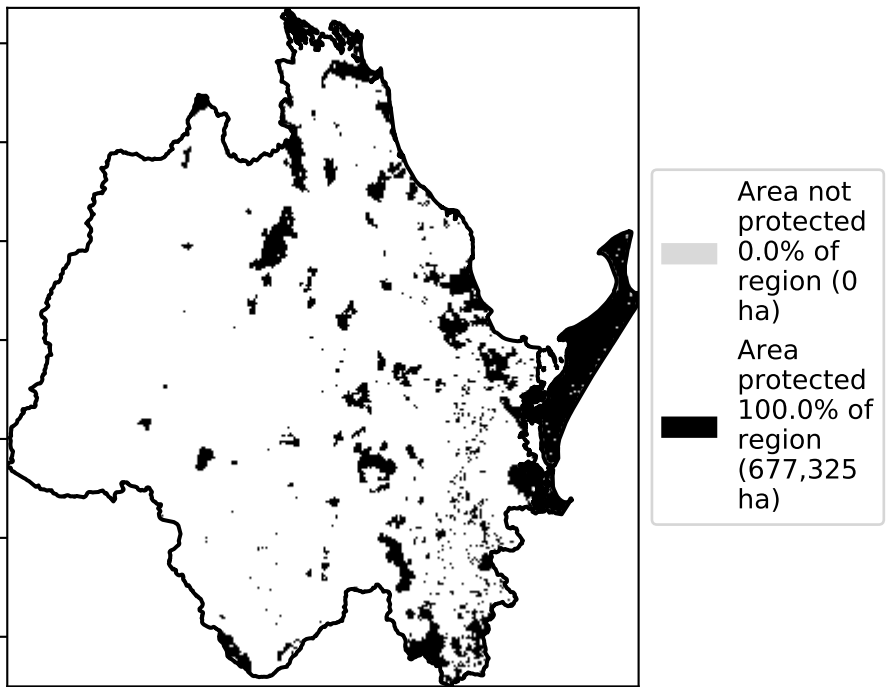 Area not
protected
0.0% of
region (0
ha)
Area
protected
100.0% of
region
(677,325
ha)